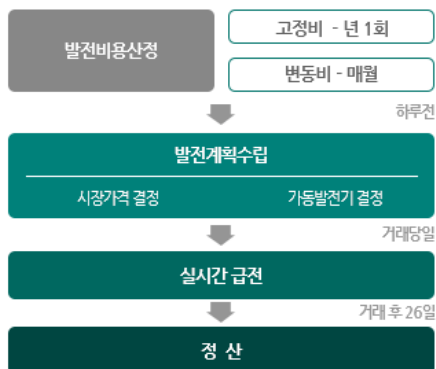 발전비용산정
고정비 - 년 1회
변동비 - 매월
하루전
발전계획수립
시장가격 결정
가동발전기 결정
거래당일
실시간 급전
거래 후 26일
정 산